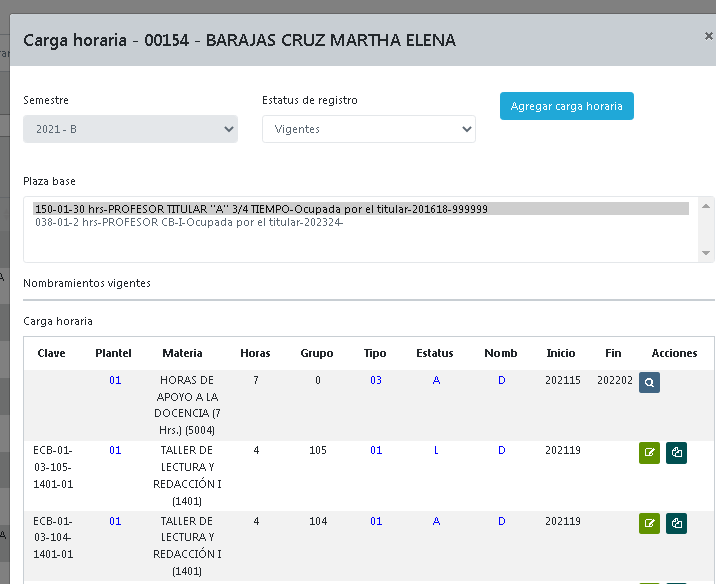 Carga horaria - 00154 - BARAJAS CRUZ MARTHA ELENA
×
Semestre
Estatus de registro
Agregar carga horaria
2021 - B
Vigentes
Plaza base
150-01-30 hrs-PROFESOR TITULAR "A" 3/4 TIEMPO-Ocupada por el titular-201618-999999
038-01-2 hrs-PROFESOR CB-I-Ocupada por el titular-202324-
Nombramientos vigentes
Carga horaria
Clave Plantel Materia Horas Grupo Tipo Estatus Nomb Inicio Fin Acciones
01 HORAS DE 7 0 03 A D 202115 202202
APOYO A LA
DOCENCIA (7
Hrs.) (5004)
ECB-01- 01 TALLER DE 4 105 01 L D 202119
03-105- LECTURA Y
1401-01 REDACCIÓN I
(1401)
ECB-01- 01 TALLER DE 4 104 01 A D 202119
03-104- LECTURA Y
1401-01 REDACCIÓN I
(1401)